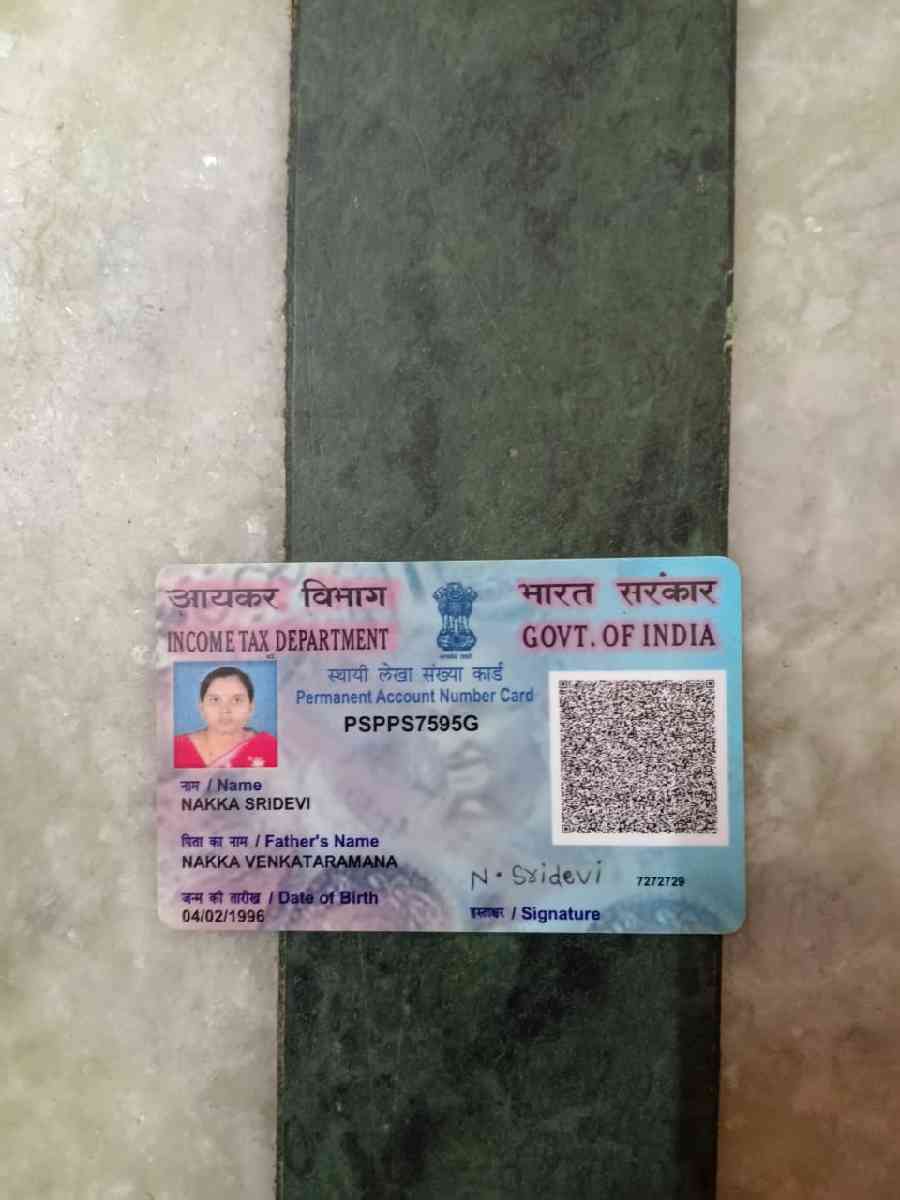 आयकर विभाग
INCOME TAX DEPARTMENT
भारत सरकार
GOVT. OF INDIA
स्थायी लेखा संख्या कार्ड
Permanent Account Number Card
PSPPS7595G
नाम / Name
NAKKA SRIDEVI
पिता का नाम / Father's Name
NAKKA VENKATARAMANA
जन्म की तारीख / Date of Birth
04/02/1996
N. Sridevi
7272729
हस्ताक्षर / Signature